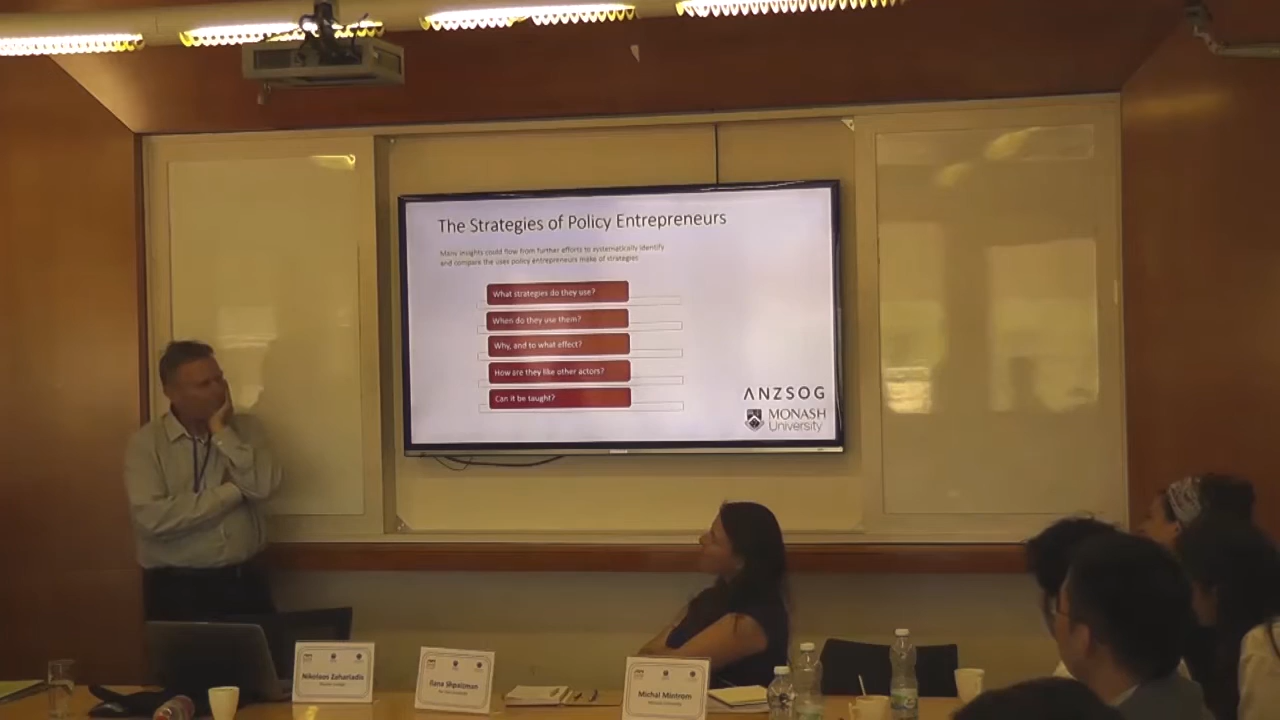 The Strategies of Policy Entrepreneurs
Many insights could flow from further efforts to systematically identify
and compare the uses policy entrepreneurs make of strategies
What strategies do they use?
When do they use them?
Why, and to what effect?
How are they like other actors?
Can it be taught?
ANZSOG
MONASH
University
Nikolaos Zahariadis
Ilana Shpaizman
Michal Mintrom